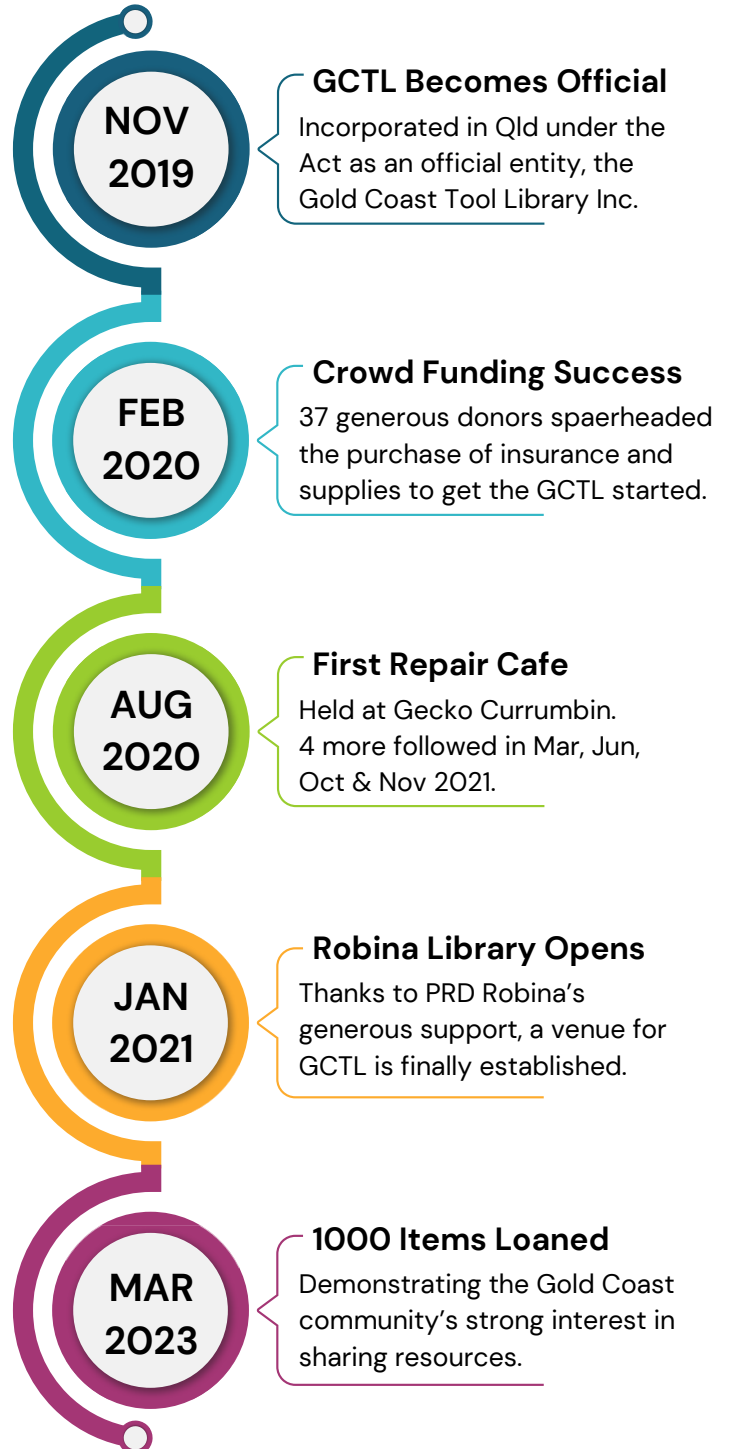 NOV
2019
GCTL Becomes Official
Incorporated in Qld under the
Act as an official entity, the
Gold Coast Tool Library Inc.
FEB
2020
Crowd Funding Success
37 generous donors spaerheaded
the purchase of insurance and
supplies to get the GCTL started.
AUG
2020
First Repair Cafe
Held at Gecko Currumbin.
4 more followed in Mar, Jun,
Oct & Nov 2021.
JAN
2021
Robina Library Opens
Thanks to PRD Robina’s
generous support, a venue for
GCTL is finally established.
MAR
2023
1000 Items Loaned
Demonstrating the Gold Coast
community’s strong interest in
sharing resources.